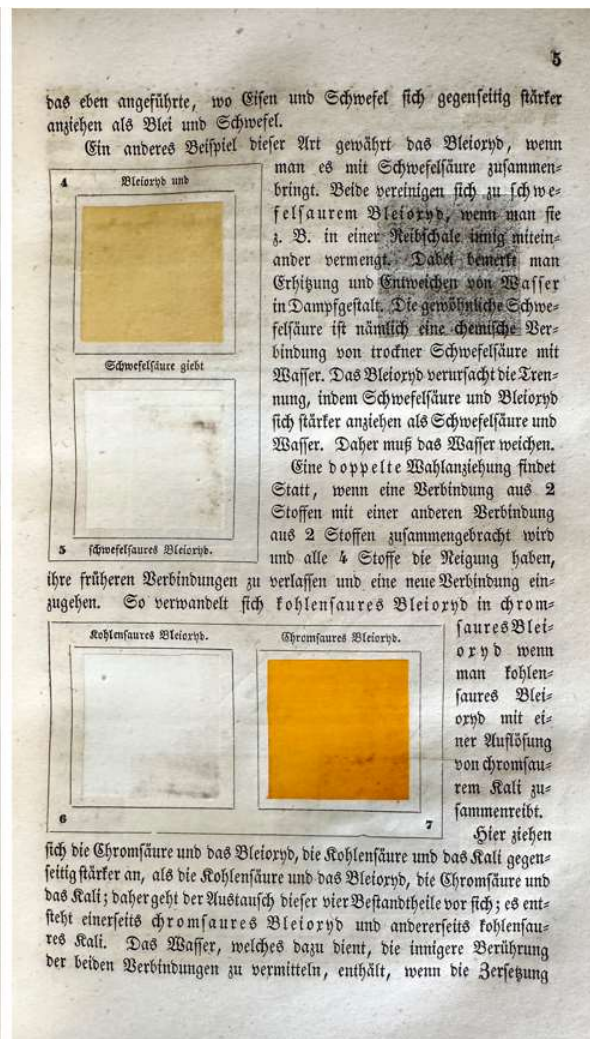 5
das eben angeführte, wo Eisen und Schwefel sich gegenseitig stärker
anziehen als Blei und Schwefel.
Ein anderes Beispiel dieser Art gewährt das Bleioxyd, wenn
man es mit Schwefelsäure zusammen-
bringt. Beide vereinigen sich zu schwe-
felsaurem Bleioxyd, wenn man sie
z. B. in einer Reibschale innig mitein-
ander vermengt. Dabei bemerkt man
Erhitzung und Entweichen von Wasser
in Dampfgestalt. Die gewöhnliche Schwe-
felsäure ist nämlich eine chemische Ver-
bindung von trockner Schwefelsäure mit
Wasser. Das Bleioxyd verursacht die Tren-
nung, indem Schwefelsäure und Bleioxyd
sich stärker anziehen als Schwefelsäure und
Wasser. Daher muß das Wasser weichen.
4 Bleioxyd und
Schwefelsäure giebt
5 schwefelsaures Bleioxyd.
Eine doppelte Wahlanziehung findet
Statt, wenn eine Verbindung aus 2
Stoffen mit einer anderen Verbindung
aus 2 Stoffen zusammengebracht wird
und alle 4 Stoffe die Neigung haben,
ihre früheren Verbindungen zu verlassen und eine neue Verbindung ein-
zugehen. So verwandelt sich kohlensaures Bleioxyd in chrom-
saures Blei-
oxyd wenn
man kohlen-
saures Blei-
oxyd mit ei-
ner Auflösung
von chromsau-
rem Kali zu-
sammenreibt.
Kohlensaures Bleioxyd.
Chromsaures Bleioxyd.
6
7
Hier ziehen
sich die Chromsäure und das Bleioxyd, die Kohlensäure und das Kali gegen-
seitig stärker an, als die Kohlensäure und das Bleioxyd, die Chromsäure und
das Kali; daher geht der Austausch dieser vier Bestandtheile vor sich; es ent-
steht einerseits chromsaures Bleioxyd und andererseits kohlensau-
res Kali. Das Wasser, welches dazu dient, die innigere Berührung
der beiden Verbindungen zu vermitteln, enthält, wenn die Zersetzung